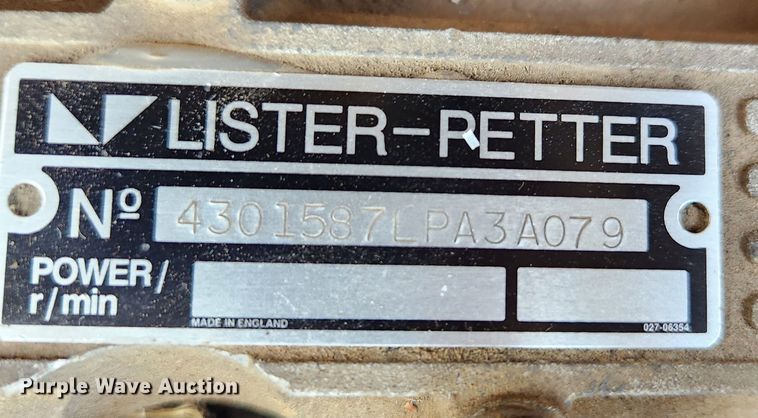 LISTER-PETTER
Nº 4301587LPA3A079
POWER/
r/min
MADE IN ENGLAND 027-06354
Purple Wave Auction